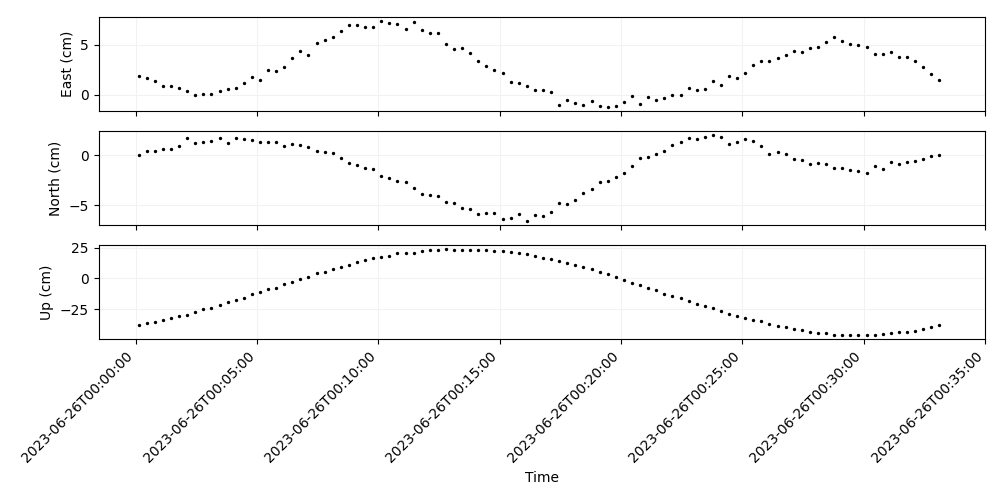 East (cm)
5
0
North (cm)
0
−5
Up (cm)
25
0
−25
2023-06-26T00:00:00
2023-06-26T00:05:00
2023-06-26T00:10:00
2023-06-26T00:15:00
2023-06-26T00:20:00
2023-06-26T00:25:00
2023-06-26T00:30:00
2023-06-26T00:35:00
Time